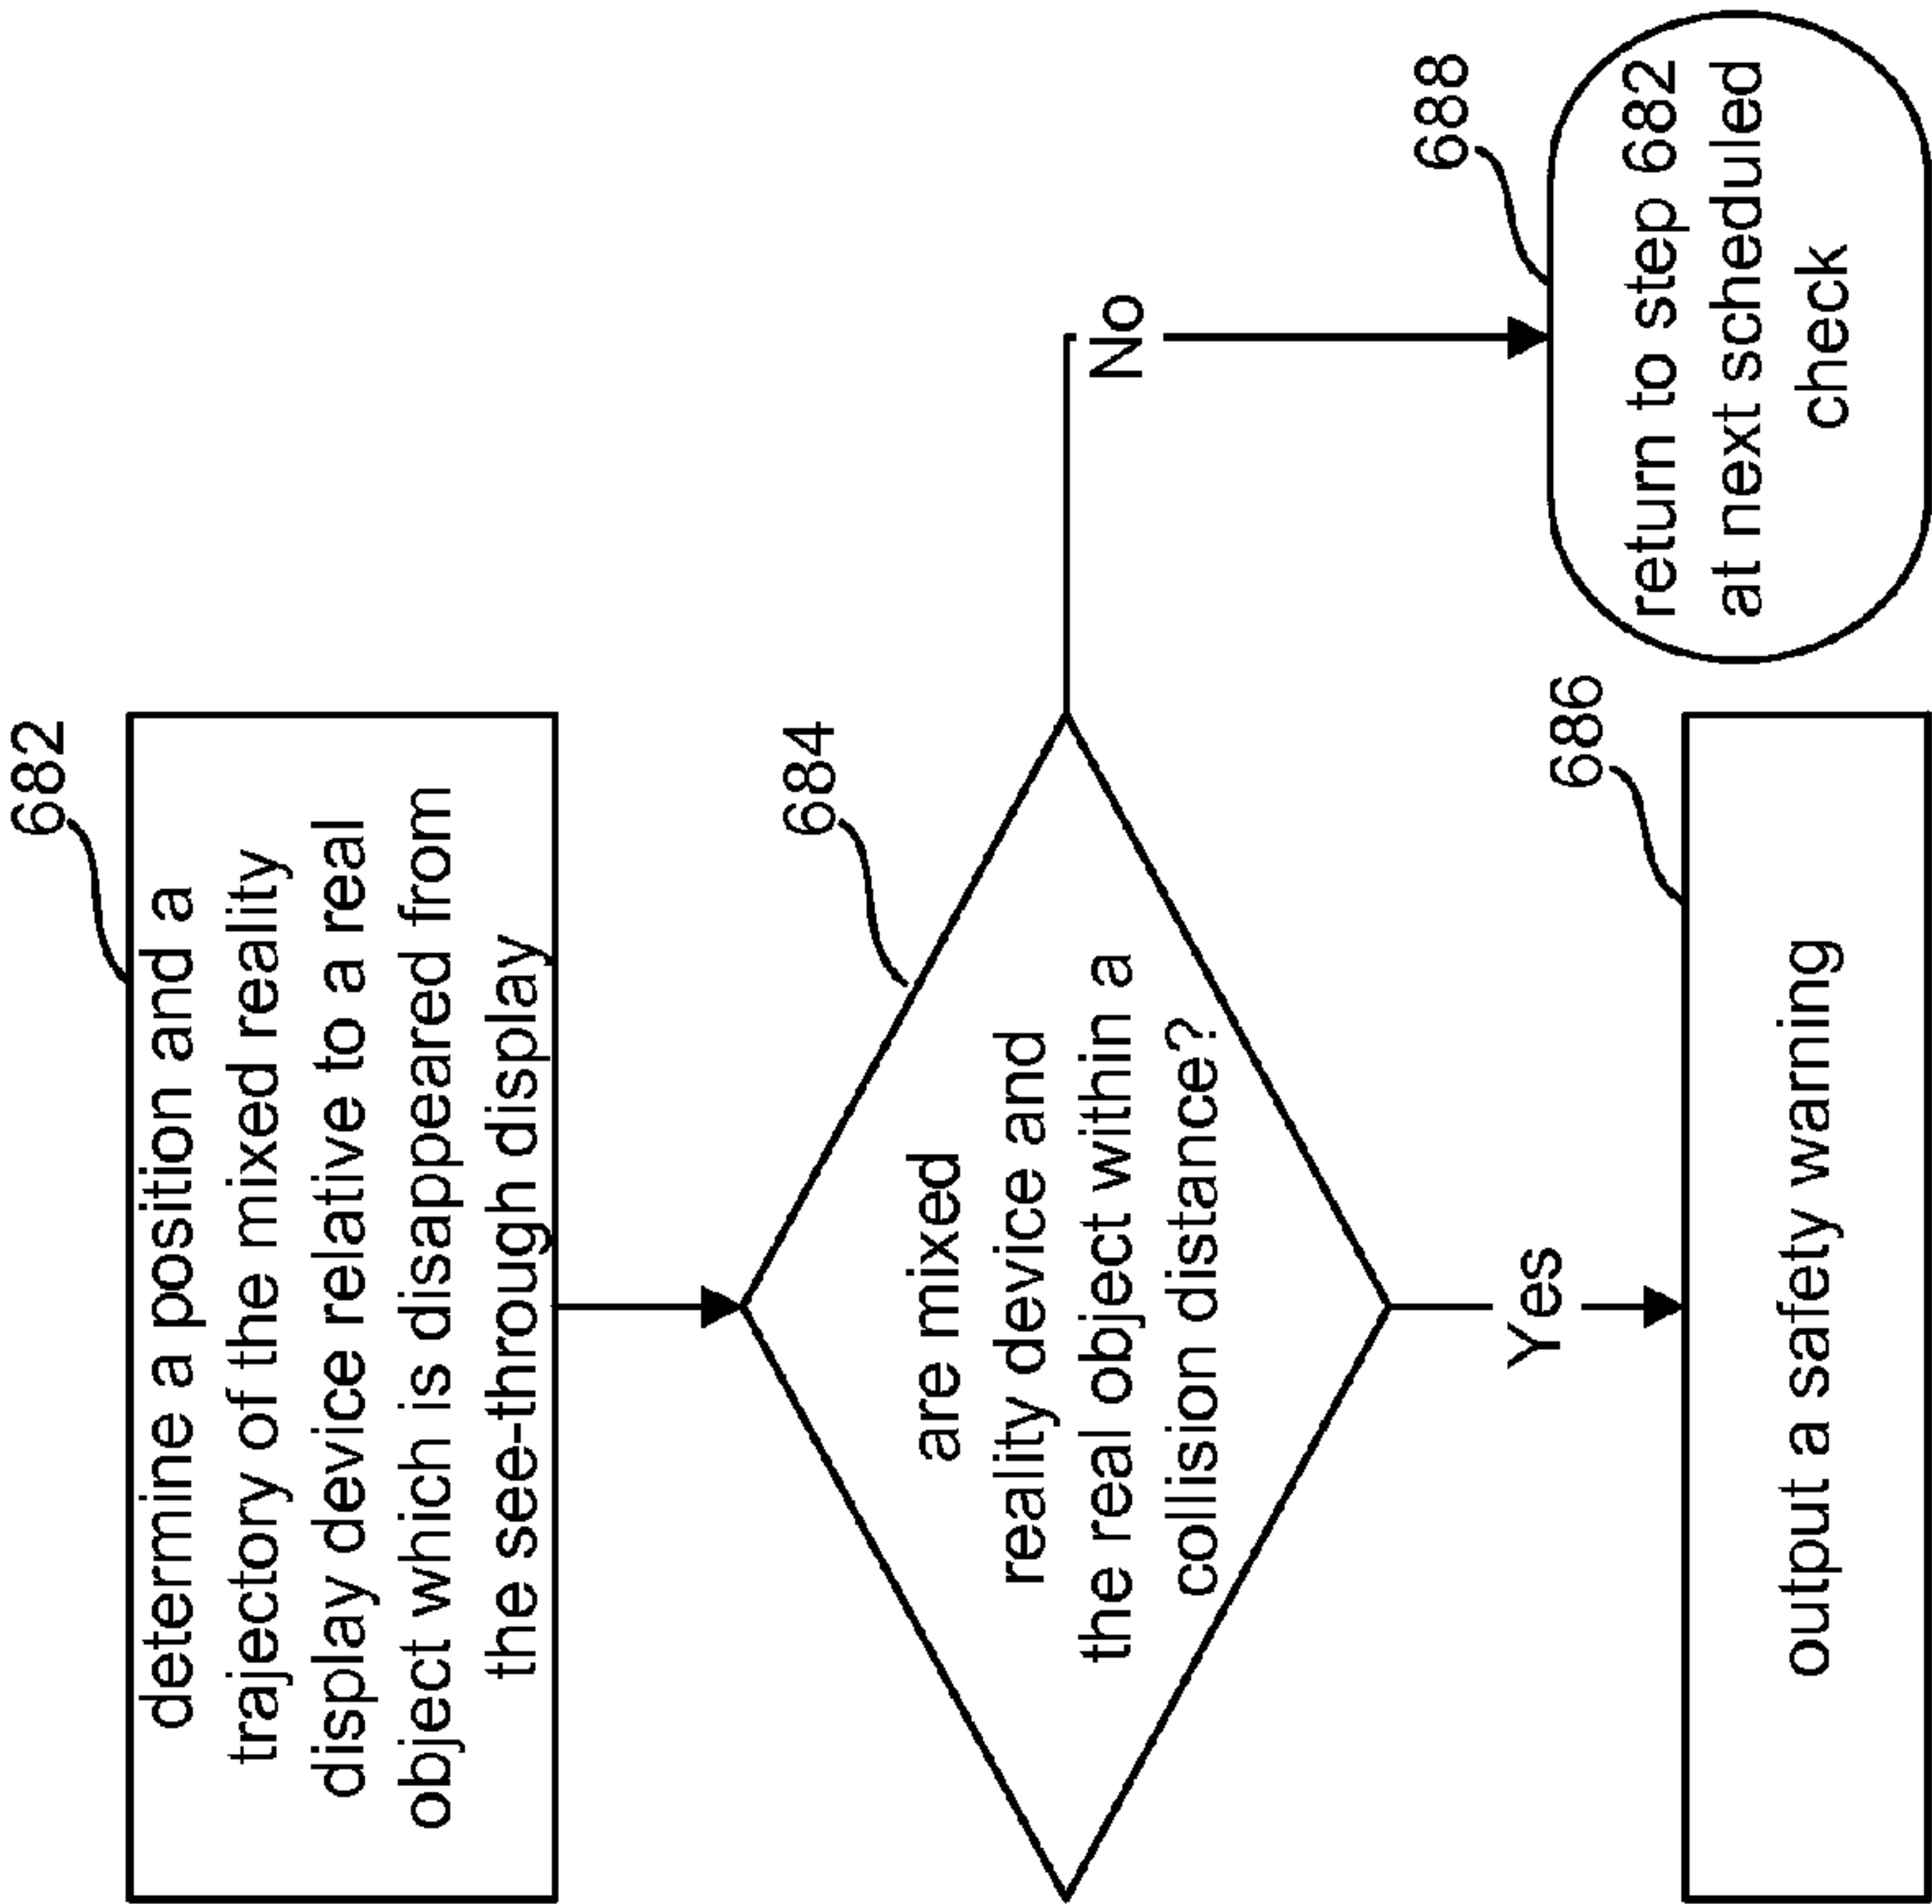 682
determine a position and a
trajectory of the mixed reality
display device relative to a real
object which is disappeared from
the see-through display
684
are mixed
reality device and
the real object within a
collision distance?
No
688
return to step 682
at next scheduled
check
Yes
686
output a safety warning